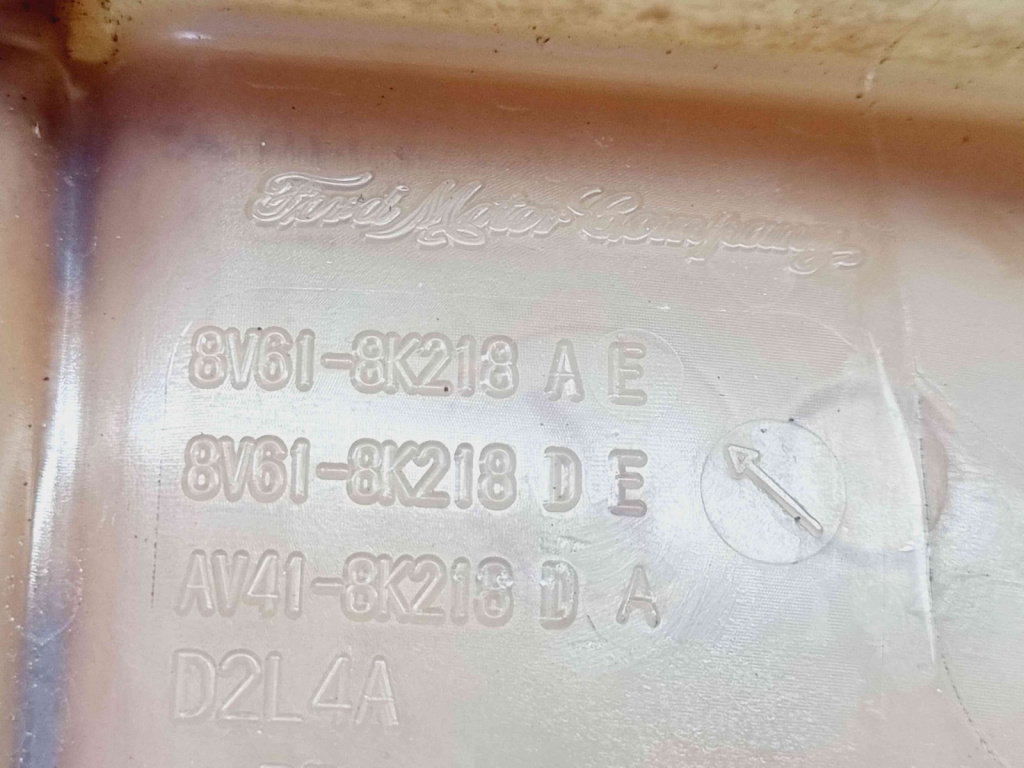 Ford Motor Company
8V61-8K218 A E
8V61-8K218 D E
AV41-8K218 D A
D2L4A